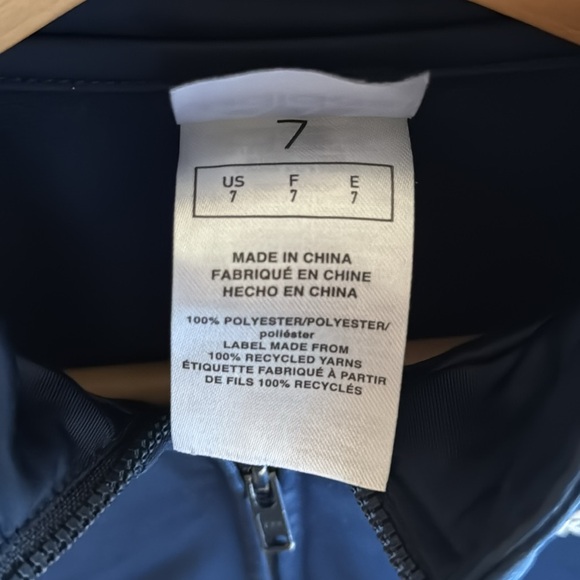 7
US F E
7 7 7
MADE IN CHINA
FABRIQUÉ EN CHINE
HECHO EN CHINA
100% POLYESTER/POLYESTER/
poliéster
LABEL MADE FROM
100% RECYCLED YARNS
ÉTIQUETTE FABRIQUÉ À PARTIR
DE FILS 100% RECYCLÉS